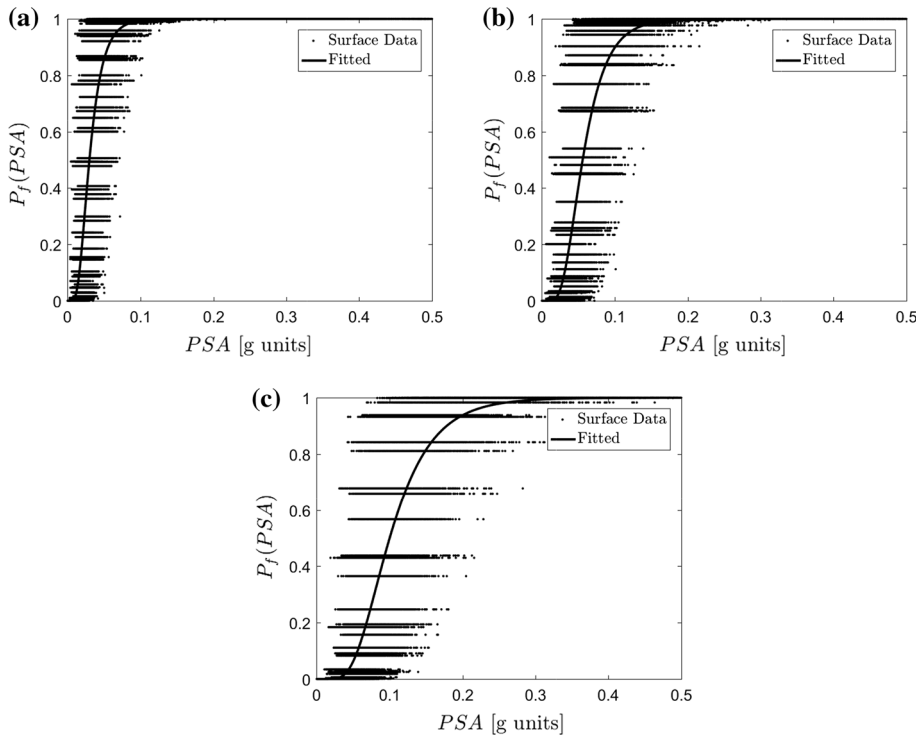 (a)
1
0.8
0.6
0.4
0.2
0
P_f(PSA)
Surface Data
Fitted
0 0.1 0.2 0.3 0.4 0.5
PSA [g units]
(b)
1
0.8
0.6
0.4
0.2
0
P_f(PSA)
Surface Data
Fitted
0 0.1 0.2 0.3 0.4 0.5
PSA [g units]
(c)
1
0.8
0.6
0.4
0.2
0
P_f(PSA)
Surface Data
Fitted
0 0.1 0.2 0.3 0.4 0.5
PSA [g units]